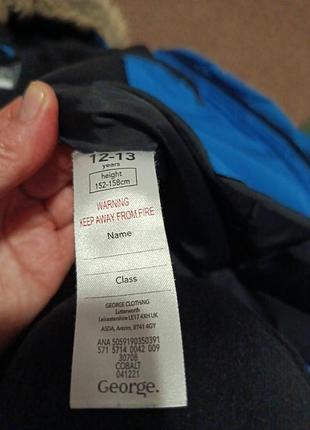 12-13
years
height
152-158cm
WARNING
KEEP AWAY FROM FIRE
Name
Class
GEORGE CLOTHING
Lutterworth
Leicestershire LE17 4XH UK
ASDA, Antrim, BT41 4GY
ANA 5059190350391
571 5714 0042 009
30708
COBALT
041221
George.